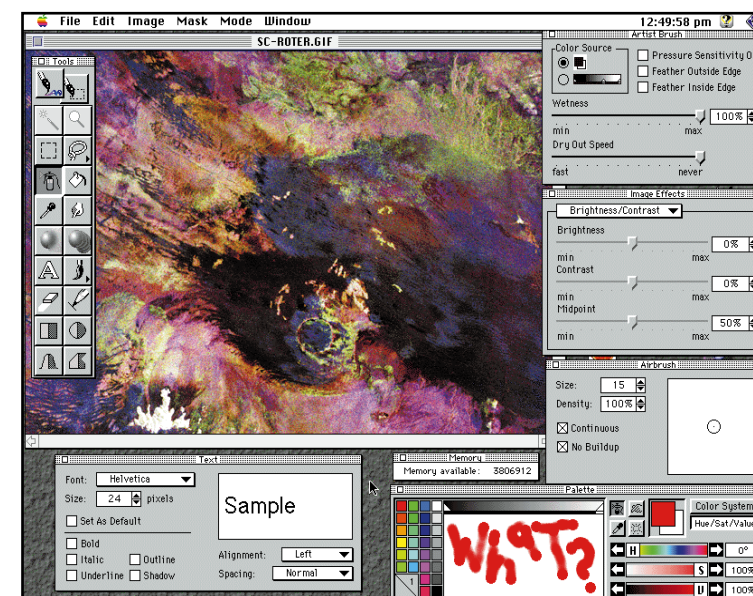 File Edit Image Mask Mode Window 12:49:58 pm
SC-ROTER.GIF
Tools
Artist Brush
Color Source
Pressure Sensitivity O
Feather Outside Edge
Feather Inside Edge
Wetness
100%
min max
Dry Out Speed
fast never
Image Effects
Brightness/Contrast
Brightness
0%
min max
Contrast
0%
min max
Midpoint
50%
min max
Airbrush
Size: 15
Density: 100%
Continuous
No Buildup
Text
Font: Helvetica
Size: 24 pixels
Set As Default
Bold
Italic Outline
Underline Shadow
Sample
Alignment: Left
Spacing: Normal
Memory
Memory available: 3806912
Palette
WhaT?
1
Color System
Hue/Sat/Value
H 0°
S 100%
V 100%